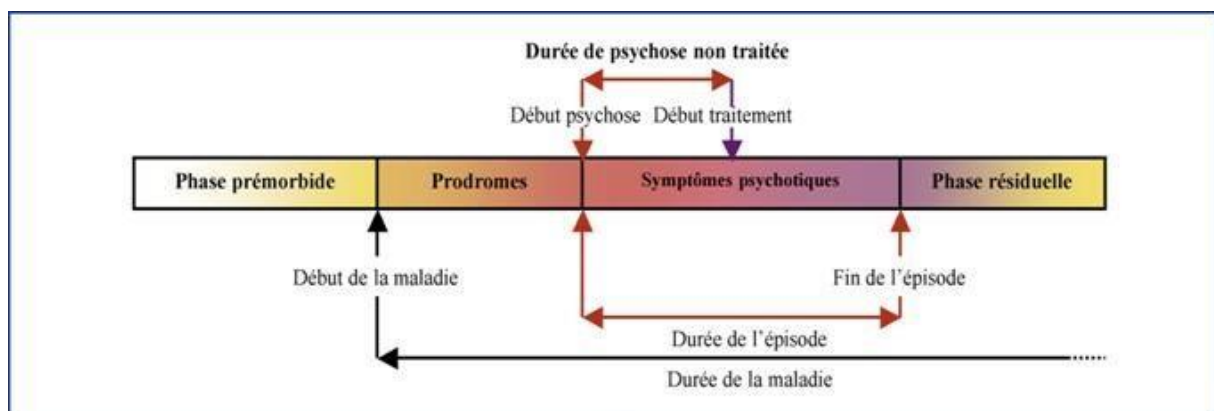 Durée de psychose non traitée
Début psychose Début traitement
Phase prémorbide Prodromes Symptômes psychotiques Phase résiduelle
Début de la maladie Fin de l'épisode
Durée de l'épisode
Durée de la maladie